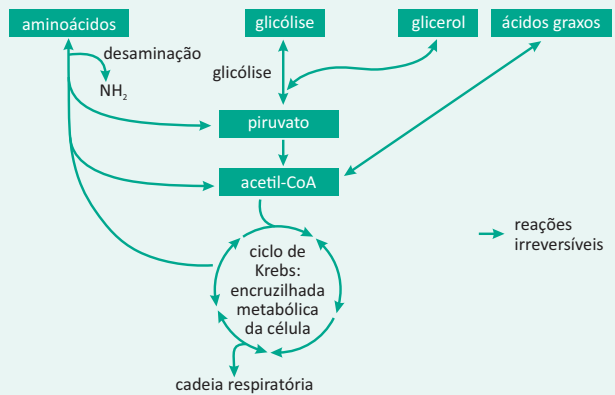 aminoácidos
glicólise
glicerol
ácidos graxos
desaminação
NH₂
glicólise
piruvato
acetil-CoA
ciclo de
Krebs:
encruzilhada
metabólica
da célula
reações
irreversíveis
cadeia respiratória